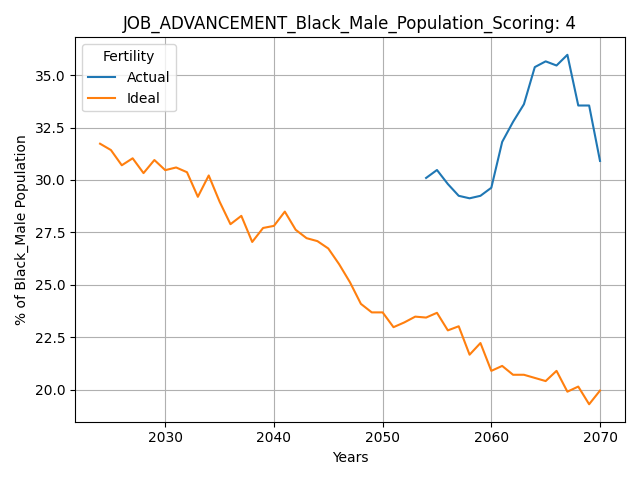 JOB_ADVANCEMENT_Black_Male_Population_Scoring: 4
Fertility
Actual
Ideal
% of Black_Male Population
35.0
32.5
30.0
27.5
25.0
22.5
20.0
2030
2040
2050
2060
2070
Years